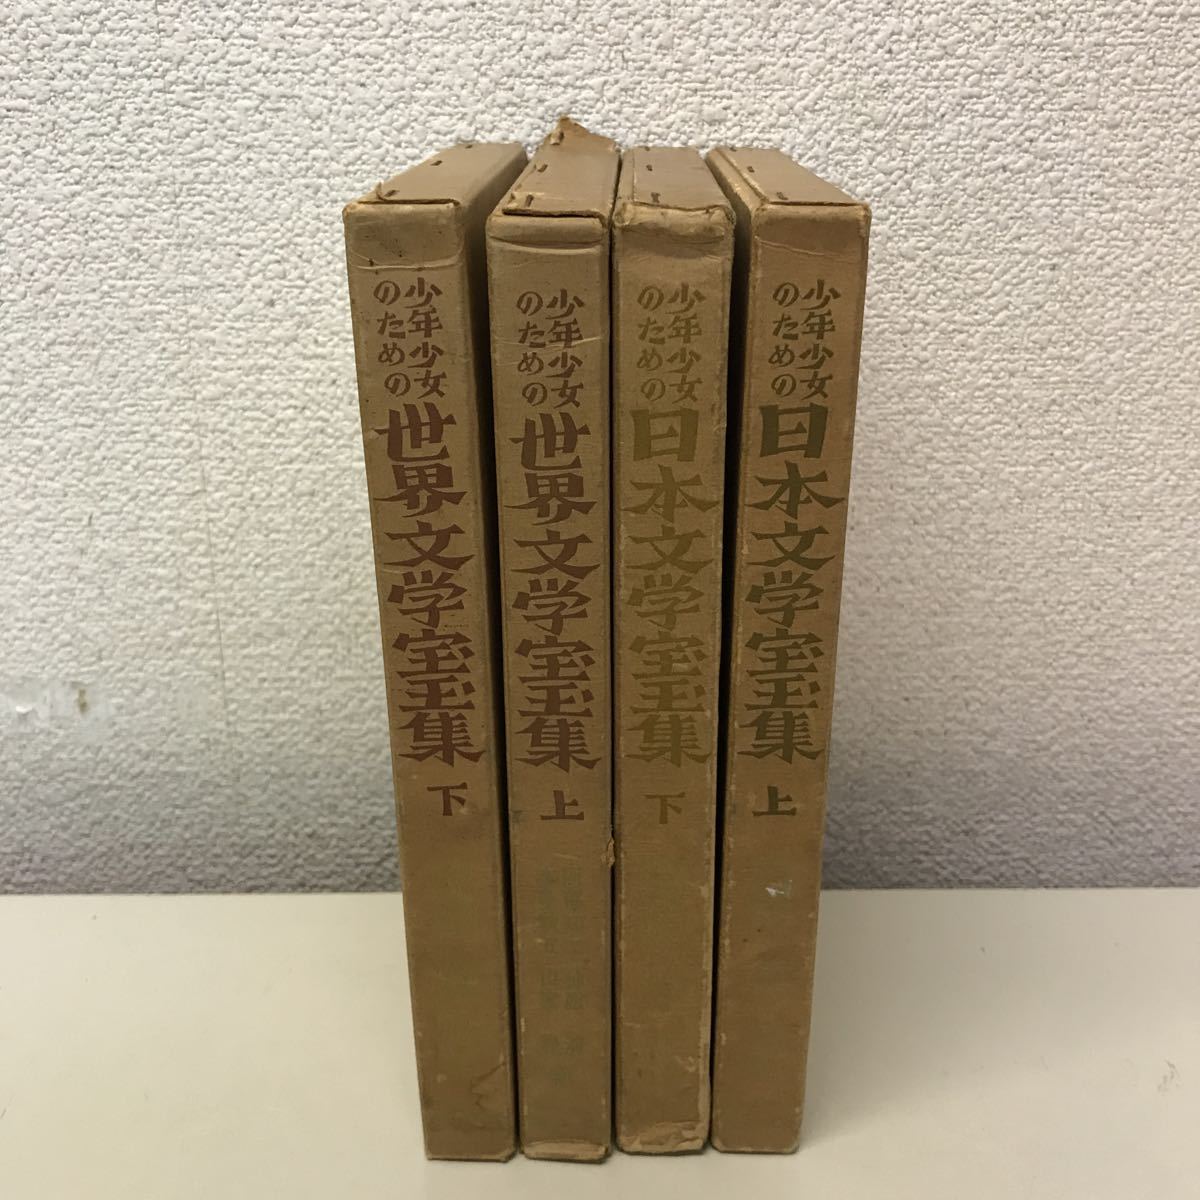 少年少女
のための
世界文学宝玉集
下
少年少女
のための
世界文学宝玉集
上
少年少女
のための
日本文学宝玉集
下
少年少女
のための
日本文学宝玉集
上